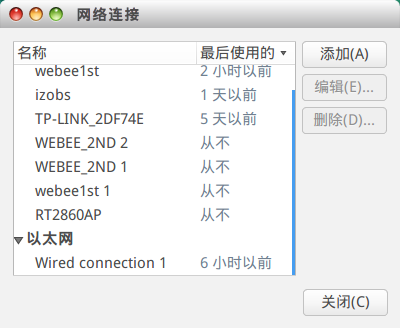 网络连接
名称 最后使用的 添加(A)
webee1st 2 小时以前
编辑(E)...
izobs 1 天以前
TP-LINK_2DF74E 5 天以前 删除(D)...
WEBEE_2ND 2 从不
WEBEE_2ND 1 从不
webee1st 1 从不
RT2860AP 从不
以太网
Wired connection 1 6 小时以前
关闭(C)